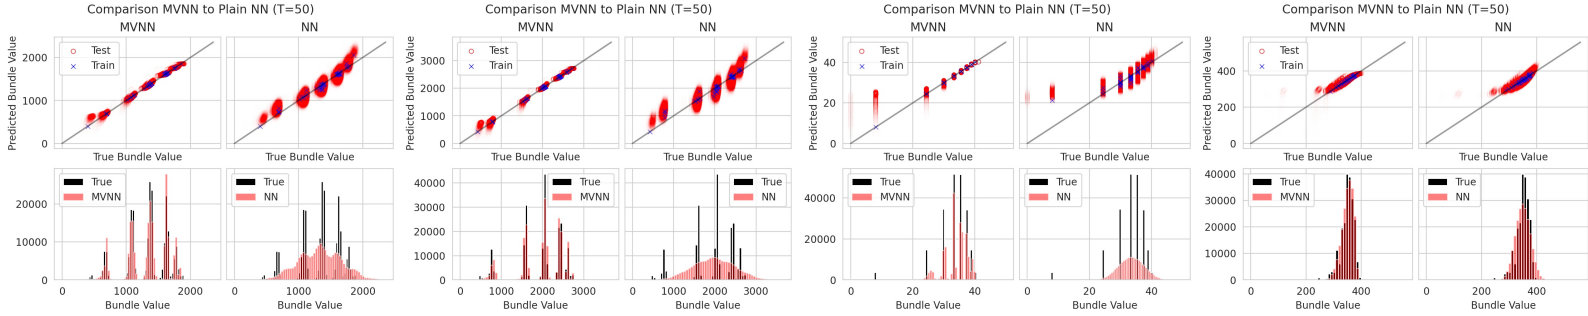 Comparison MVNN to Plain NN (T=50)
MVNN NN
Predicted Bundle Value
2000
1000
0
Test
Train
True Bundle Value True Bundle Value
20000
10000
0
True
MVNN
True
NN
0 1000 2000 0 1000 2000
Bundle Value Bundle Value
Comparison MVNN to Plain NN (T=50)
MVNN NN
Predicted Bundle Value
3000
2000
1000
0
Test
Train
True Bundle Value True Bundle Value
40000
30000
20000
10000
0
True
MVNN
True
NN
0 1000 2000 3000 0 1000 2000 3000
Bundle Value Bundle Value
Comparison MVNN to Plain NN (T=50)
MVNN NN
Predicted Bundle Value
40
20
0
Test
Train
True Bundle Value True Bundle Value
40000
20000
0
True
MVNN
True
NN
0 20 40 0 20 40
Bundle Value Bundle Value
Comparison MVNN to Plain NN (T=50)
MVNN NN
Predicted Bundle Value
400
200
0
Test
Train
True Bundle Value True Bundle Value
40000
30000
20000
10000
0
True
MVNN
True
NN
0 200 400 0 200 400
Bundle Value Bundle Value